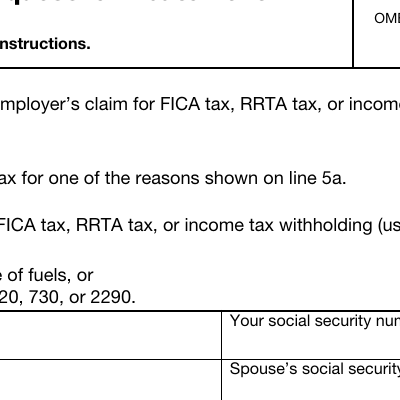 OMB
nstructions.
mployer's claim for FICA tax, RRTA tax, or incom
ax for one of the reasons shown on line 5a.
FICA tax, RRTA tax, or income tax withholding (us
e of fuels, or
20, 730, or 2290.
Your social security num
Spouse's social security